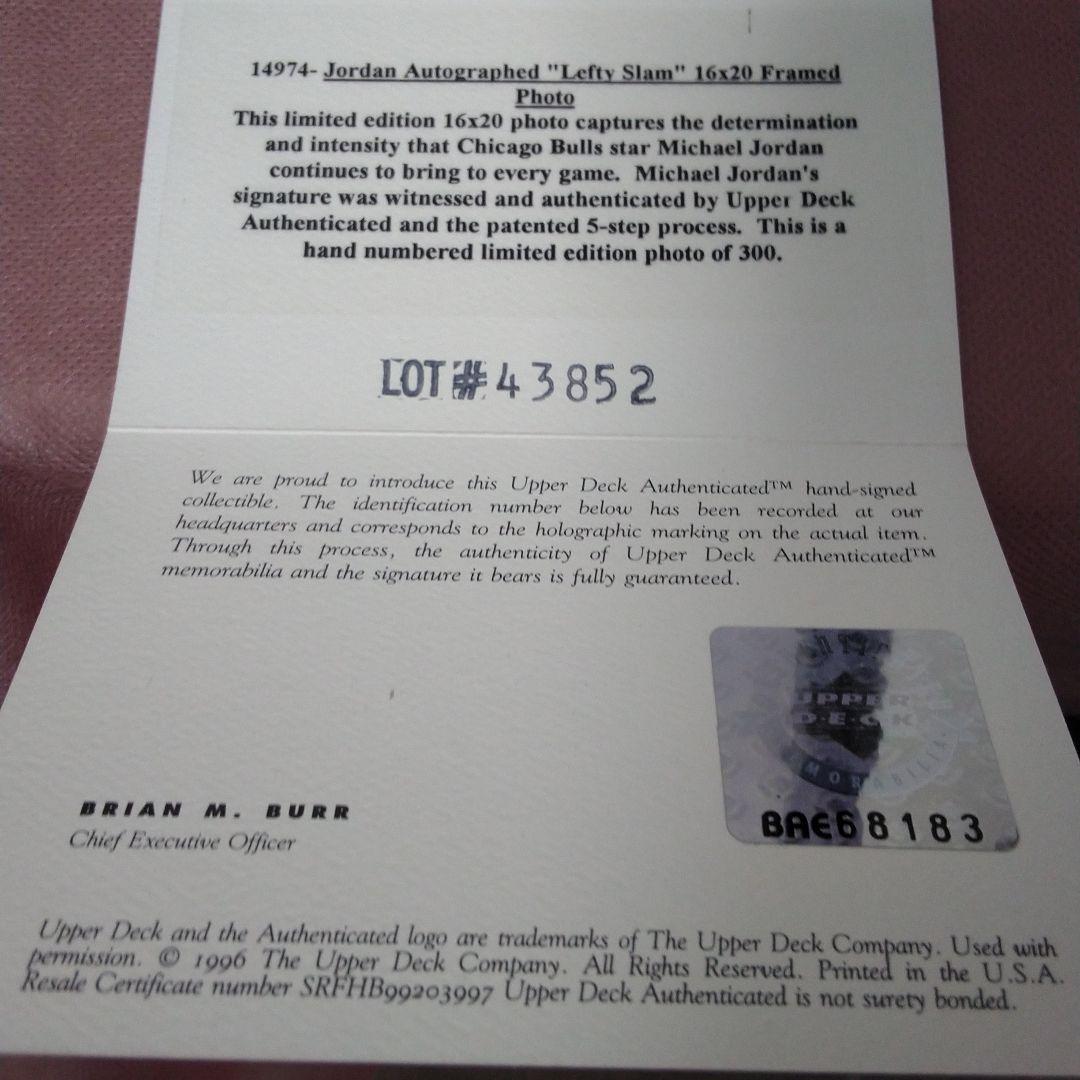 14974- Jordan Autographed "Lefty Slam" 16x20 Framed
Photo
This limited edition 16x20 photo captures the determination
and intensity that Chicago Bulls star Michael Jordan
continues to bring to every game. Michael Jordan's
signature was witnessed and authenticated by Upper Deck
Authenticated and the patented 5-step process. This is a
hand numbered limited edition photo of 300.
LOT # 43852
We are proud to introduce this Upper Deck Authenticated™ hand-signed
collectible. The identification number below has been recorded at our
headquarters and corresponds to the holographic marking on the actual item.
Through this process, the authenticity of Upper Deck Authenticated™
memorabilia and the signature it bears is fully guaranteed.
UPPER
DECK
BAE68183
BRIAN M. BURR
Chief Executive Officer
Upper Deck and the Authenticated logo are trademarks of The Upper Deck Company. Used with
permission. © 1996 The Upper Deck Company. All Rights Reserved. Printed in the U.S.A.
Resale Certificate number SRFHB99203997 Upper Deck Authenticated is not surety bonded.